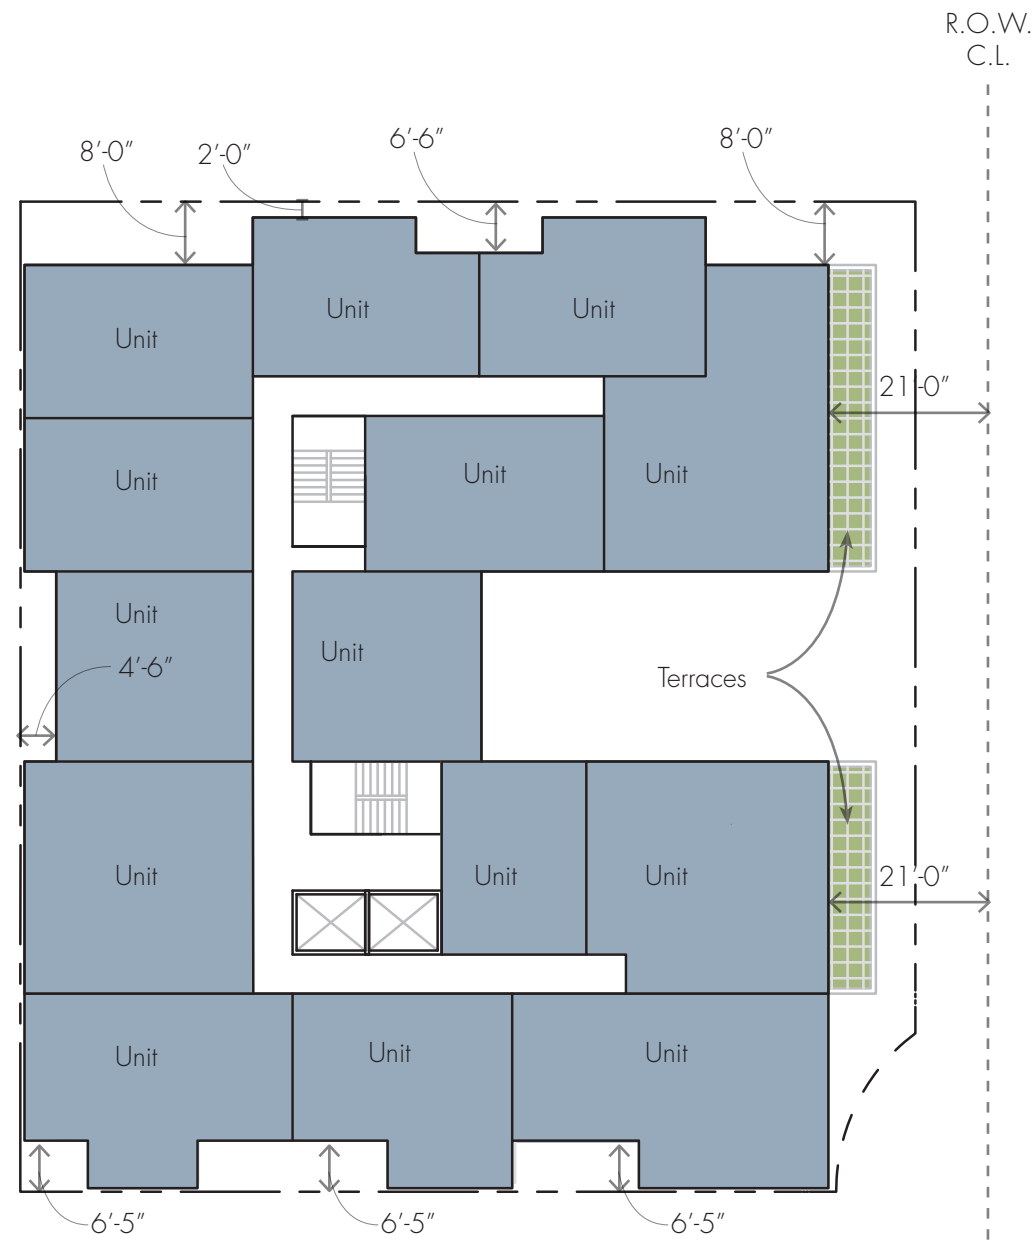 R.O.W.
C.L.
8’-0”
2’-0”
6’-6”
8’-0”
Unit
Unit
Unit
21’-0”
Unit
Unit
Unit
Unit
Unit
4’-6”
Terraces
Unit
Unit
Unit
21’-0”
Unit
Unit
Unit
6’-5”
6’-5”
6’-5”